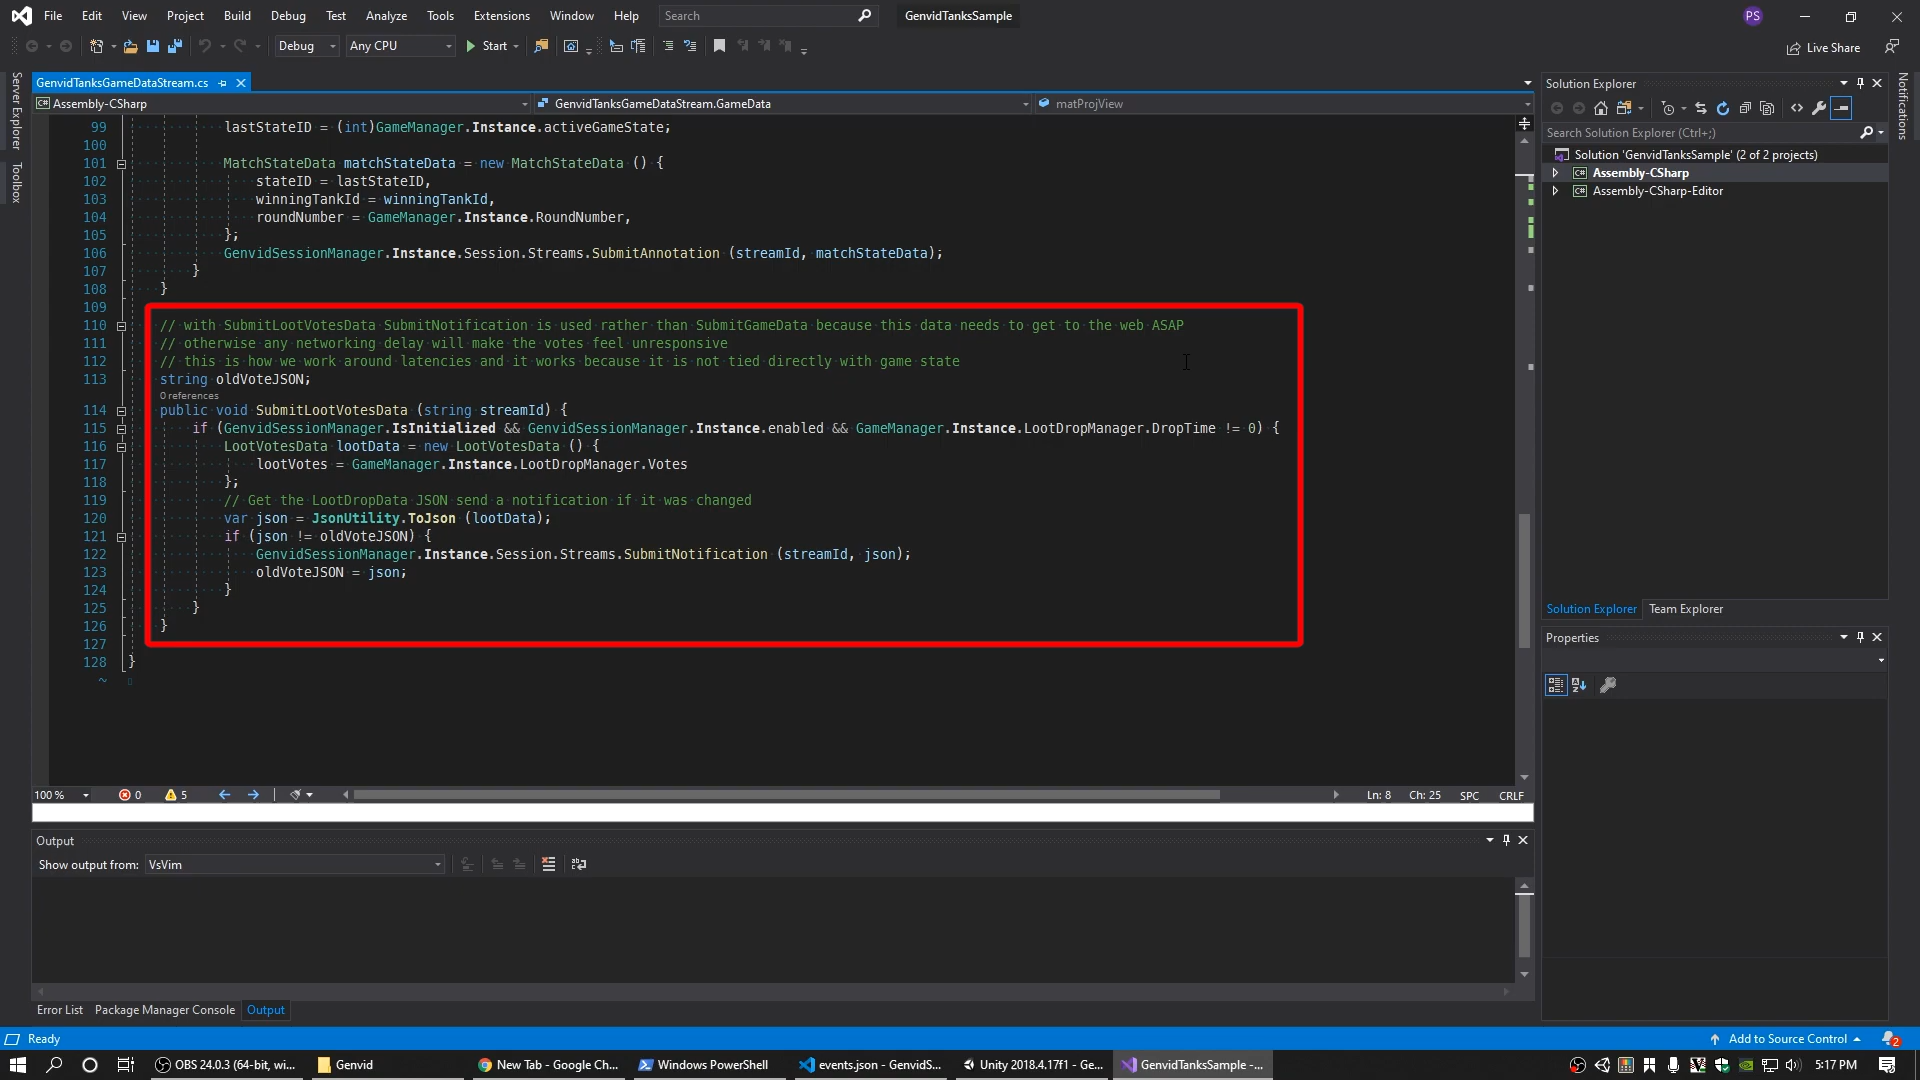 File Edit View Project Build Debug Test Analyze Tools Extensions Window Help Search GenvidTanksSample PS
Debug Any CPU Start Live Share
Server Explorer
Toolbox
Notifications
GenvidTanksGameDataStream.cs
Assembly-CSharp GenvidTanksGameDataStream.GameData matProjView
99 lastStateID = (int)GameManager.Instance.activeGameState;
100
101 MatchStateData matchStateData = new MatchStateData () {
102 stateID = lastStateID,
103 winningTankId = winningTankId,
104 roundNumber = GameManager.Instance.RoundNumber,
105 };
106 GenvidSessionManager.Instance.Session.Streams.SubmitAnnotation (streamId, matchStateData);
107 }
108 }
109
110 // with SubmitLootVotesData SubmitNotification is used rather than SubmitGameData because this data needs to get to the web ASAP
111 // otherwise any networking delay will make the votes feel unresponsive
112 // this is how we work around latencies and it works because it is not tied directly with game state
113 string oldVoteJSON;
0 references
114 public void SubmitLootVotesData (string streamId) {
115 if (GenvidSessionManager.IsInitialized && GenvidSessionManager.Instance.enabled && GameManager.Instance.LootDropManager.DropTime != 0) {
116 LootVotesData lootData = new LootVotesData () {
117 lootVotes = GameManager.Instance.LootDropManager.Votes
118 };
119 // Get the LootDropData JSON send a notification if it was changed
120 var json = JsonUtility.ToJson (lootData);
121 if (json != oldVoteJSON) {
122 GenvidSessionManager.Instance.Session.Streams.SubmitNotification (streamId, json);
123 oldVoteJSON = json;
124 }
125 }
126 }
127
128 }
~
100 % 0 5 Ln: 8 Ch: 25 SPC CRLF
Output
Show output from: VsVim
Error List Package Manager Console Output
Solution Explorer
Search Solution Explorer (Ctrl+;)
Solution 'GenvidTanksSample' (2 of 2 projects)
Assembly-CSharp
Assembly-CSharp-Editor
Solution Explorer Team Explorer
Properties
Ready Add to Source Control 2
OBS 24.0.3 (64-bit, wi... Genvid New Tab - Google Ch... Windows PowerShell events.json - GenvidS... Unity 2018.4.17f1 - Ge... GenvidTanksSample -... 5:17 PM